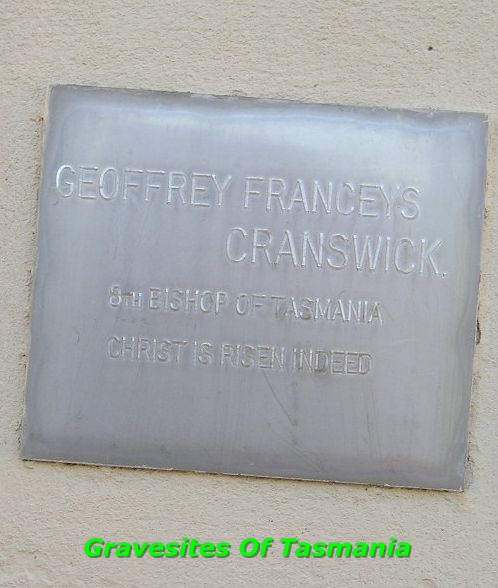 GEOFFREY FRANCEYS
CRANSWICK.
8TH BISHOP OF TASMANIA
CHRIST IS RISEN INDEED
Gravesites Of Tasmania